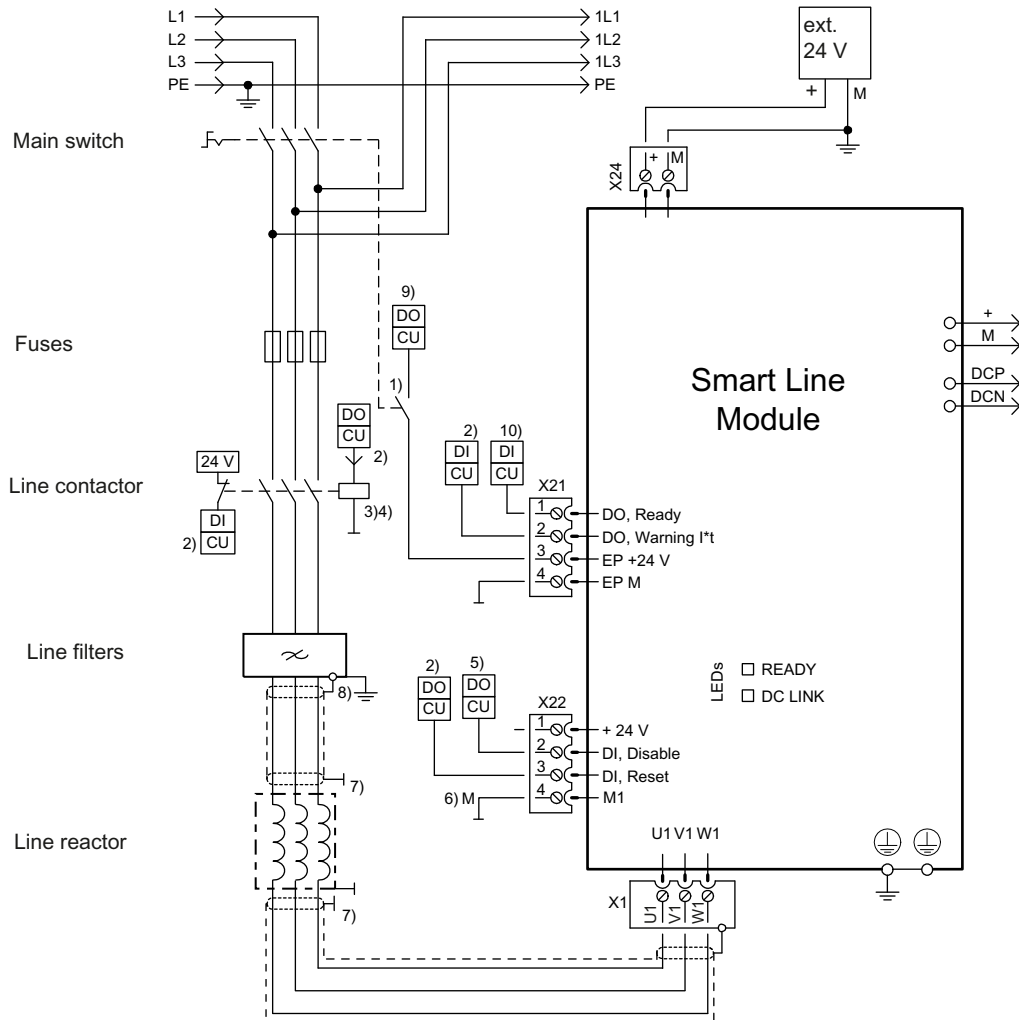 L1
L2
L3
PE
1L1
1L2
1L3
PE
ext.
24 V
+
M
X24
+
M
Main switch
9)
DO
CU
Fuses
1)
+
M
DCP
DCN
Smart Line
Module
DO
CU
2)
2)
DI
CU
10)
DI
CU
24 V
Line contactor
3)4)
DI
CU
2)
X21
1
DO, Ready
2
DO, Warning I*t
3
EP +24 V
4
EP M
Line filters
8)
2)
DO
CU
5)
DO
CU
LEDs
READY
DC LINK
X22
1
+ 24 V
2
DI, Disable
3
DI, Reset
6) M
4
M1
7)
Line reactor
7)
U1 V1 W1
X1
U1
V1
W1